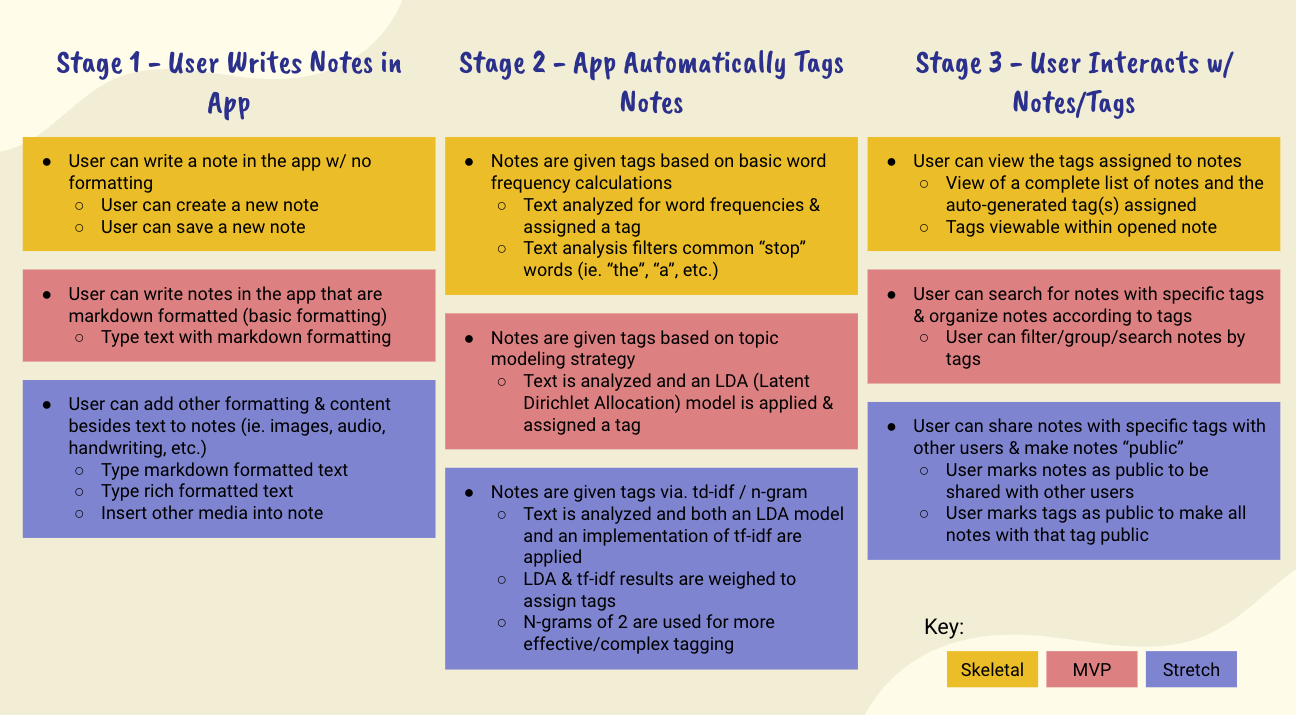 Stage 1 - User Writes Notes in
App
● User can write a note in the app w/ no
formatting
○ User can create a new note
○ User can save a new note
● User can write notes in the app that are
markdown formatted (basic formatting)
○ Type text with markdown formatting
● User can add other formatting & content
besides text to notes (ie. images, audio,
handwriting, etc.)
○ Type markdown formatted text
○ Type rich formatted text
○ Insert other media into note
Stage 2 - App Automatically Tags
Notes
● Notes are given tags based on basic word
frequency calculations
○ Text analyzed for word frequencies &
assigned a tag
○ Text analysis filters common “stop”
words (ie. “the”, “a”, etc.)
● Notes are given tags based on topic
modeling strategy
○ Text is analyzed and an LDA (Latent
Dirichlet Allocation) model is applied &
assigned a tag
● Notes are given tags via. td-idf / n-gram
○ Text is analyzed and both an LDA model
and an implementation of tf-idf are
applied
○ LDA & tf-idf results are weighed to
assign tags
○ N-grams of 2 are used for more
effective/complex tagging
Stage 3 - User Interacts w/
Notes/Tags
● User can view the tags assigned to notes
○ View of a complete list of notes and the
auto-generated tag(s) assigned
○ Tags viewable within opened note
● User can search for notes with specific tags
& organize notes according to tags
○ User can filter/group/search notes by
tags
● User can share notes with specific tags with
other users & make notes “public”
○ User marks notes as public to be
shared with other users
○ User marks tags as public to make all
notes with that tag public
Key:
Skeletal
MVP
Stretch